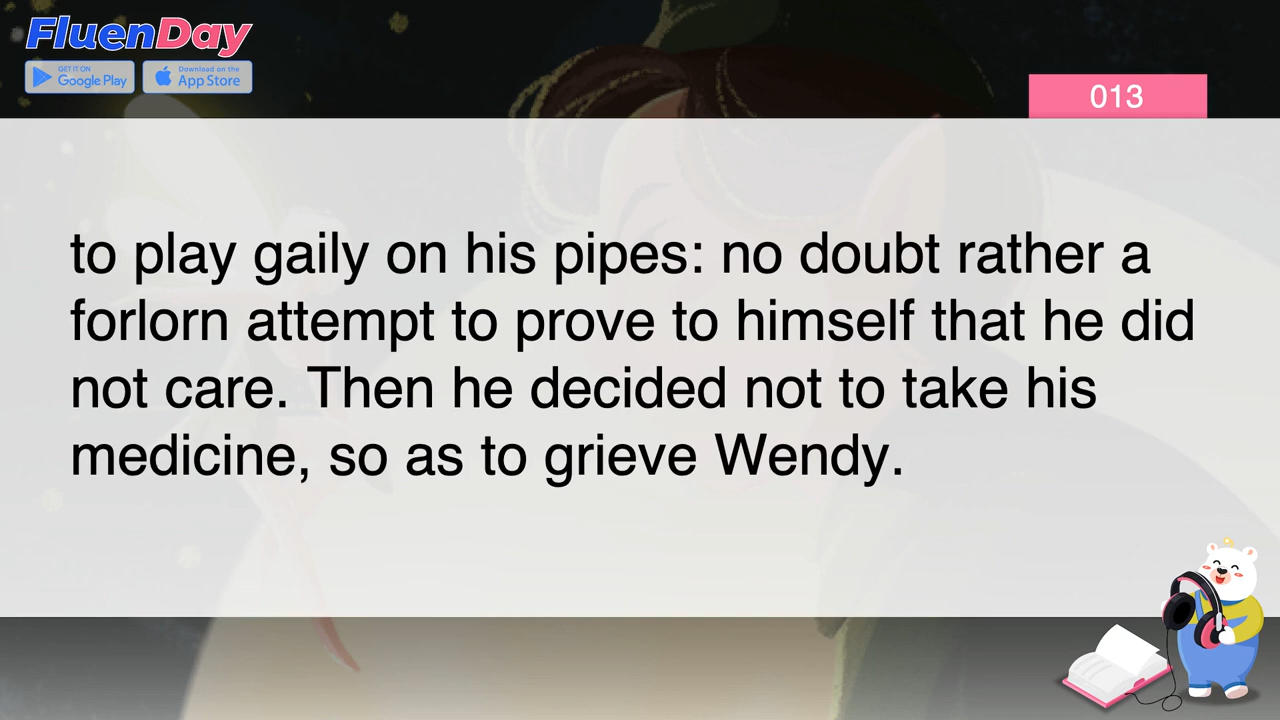 FluenDay
GET IT ON
Google Play
Download on the
App Store
013
to play gaily on his pipes: no doubt rather a
forlorn attempt to prove to himself that he did
not care. Then he decided not to take his
medicine, so as to grieve Wendy.